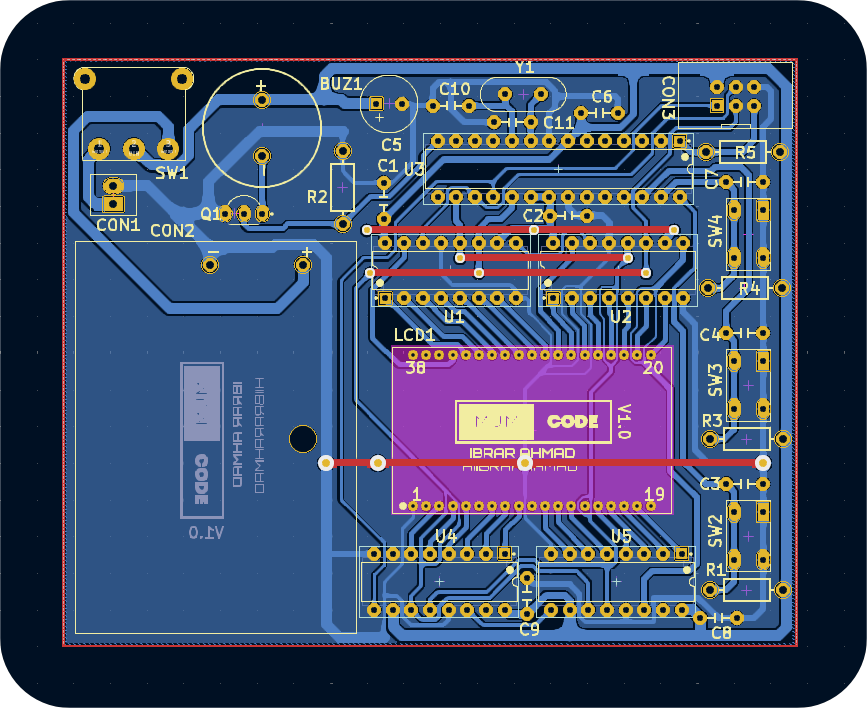 Y1
BUZ1
C10
C6
CON3
C11
C5
SW1
C1
U3
R5
C7
R2
Q1
C2
CON1
CON2
SW4
R4
U1
U2
LCD1
C4
38
20
SW3
CODE
V1.0
R3
IBRAR AHMAD
1
19
C3
CODE
IBRAR AHMAD
V1.0
U4
U5
SW2
R1
C9
C8